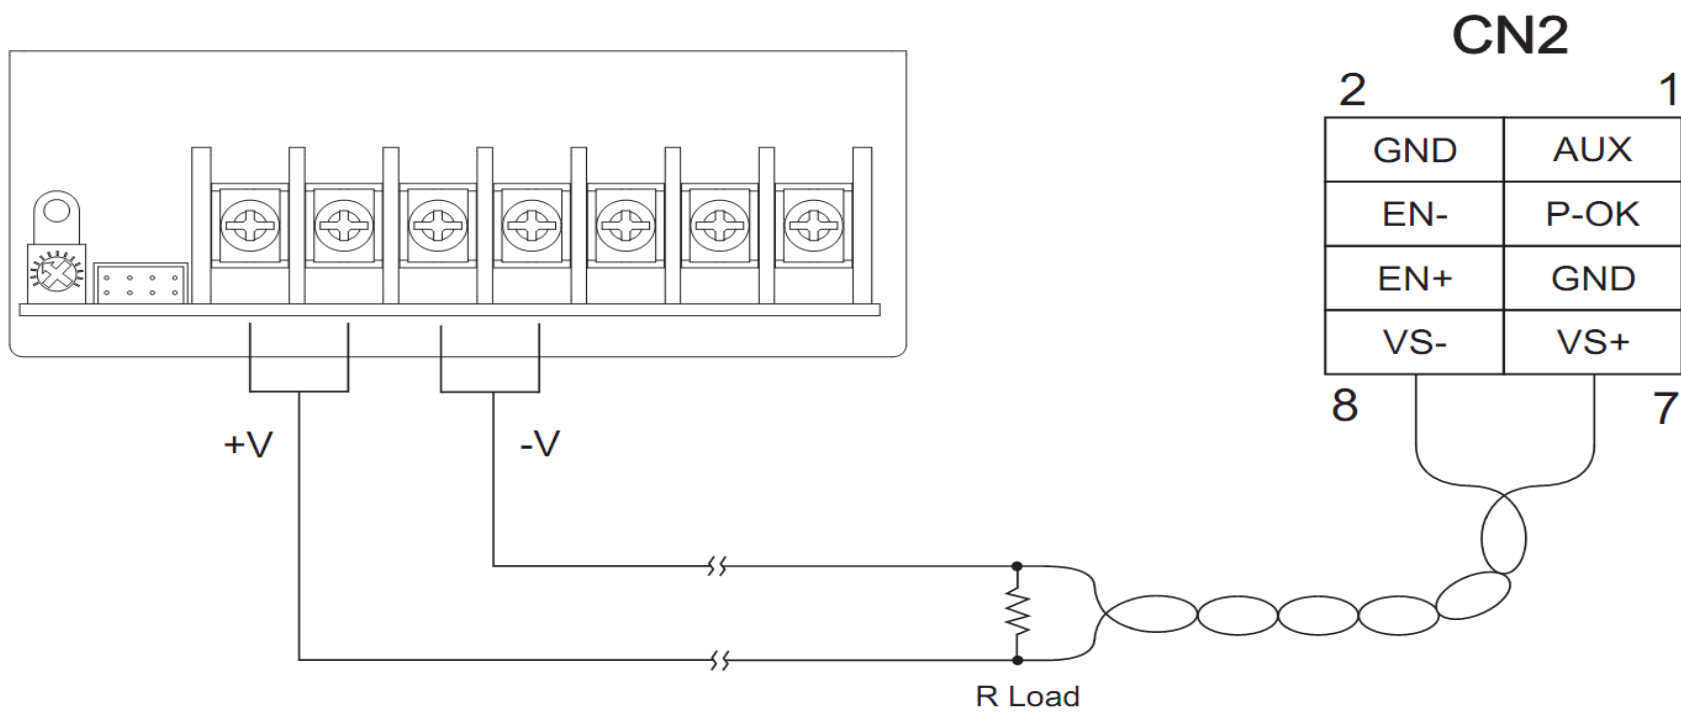 CN2
2 1
GND AUX
EN- P-OK
EN+ GND
VS- VS+
8 7
+V -V
R Load